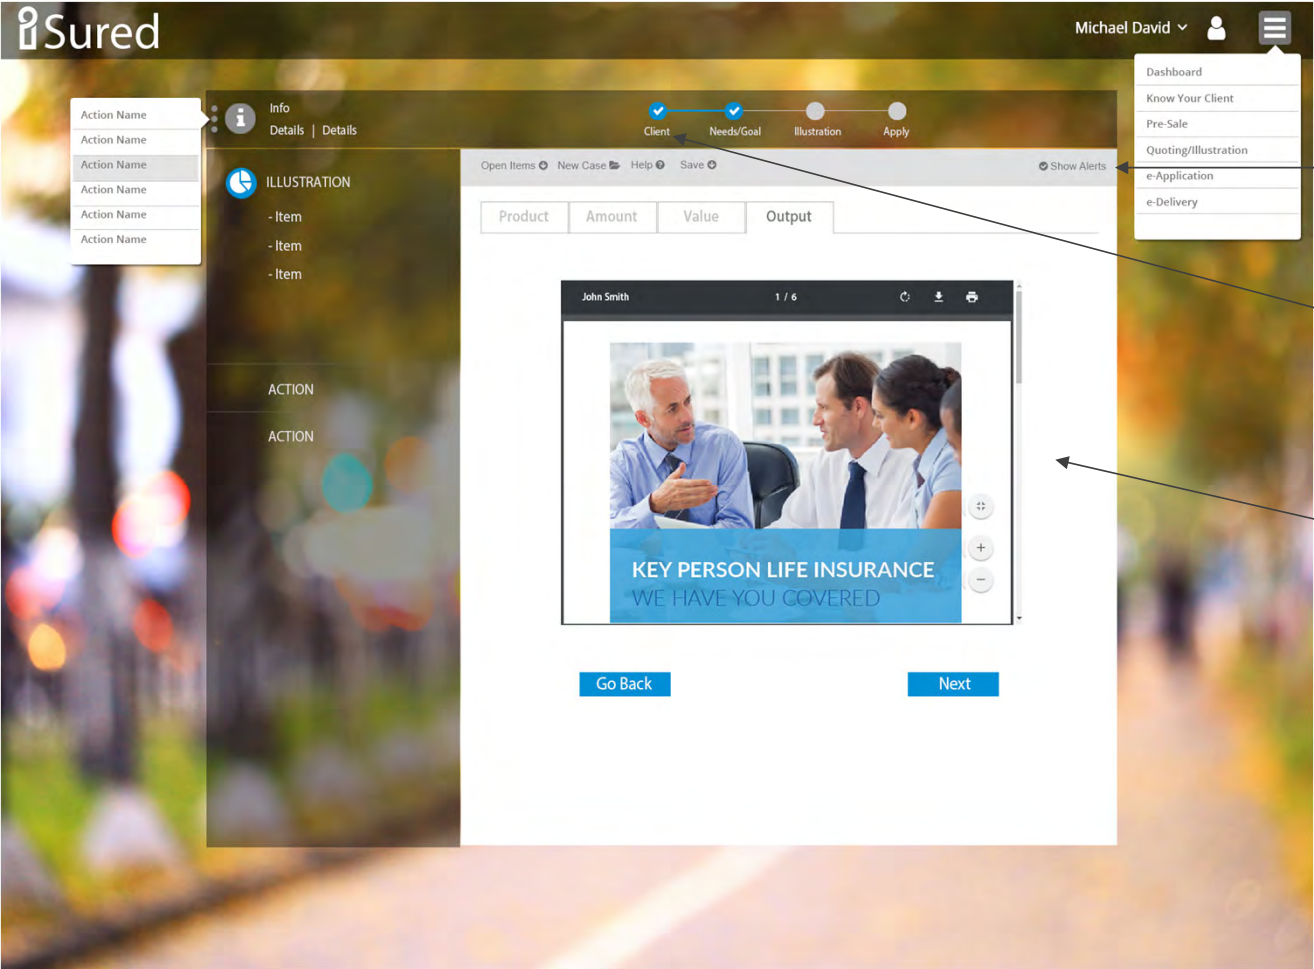 iSured
Michael David
Dashboard
Know Your Client
Pre-Sale
Quoting/Illustration
e-Application
e-Delivery
Action Name
Action Name
Action Name
Action Name
Action Name
Action Name
i
Info
Details | Details
Client
Needs/Goal
Illustration
Apply
ILLUSTRATION
- Item
- Item
- Item
ACTION
ACTION
Open Items New Case Help ? Save
Show Alerts
Product
Amount
Value
Output
John Smith
1 / 6
KEY PERSON LIFE INSURANCE
WE HAVE YOU COVERED
+
−
Go Back
Next